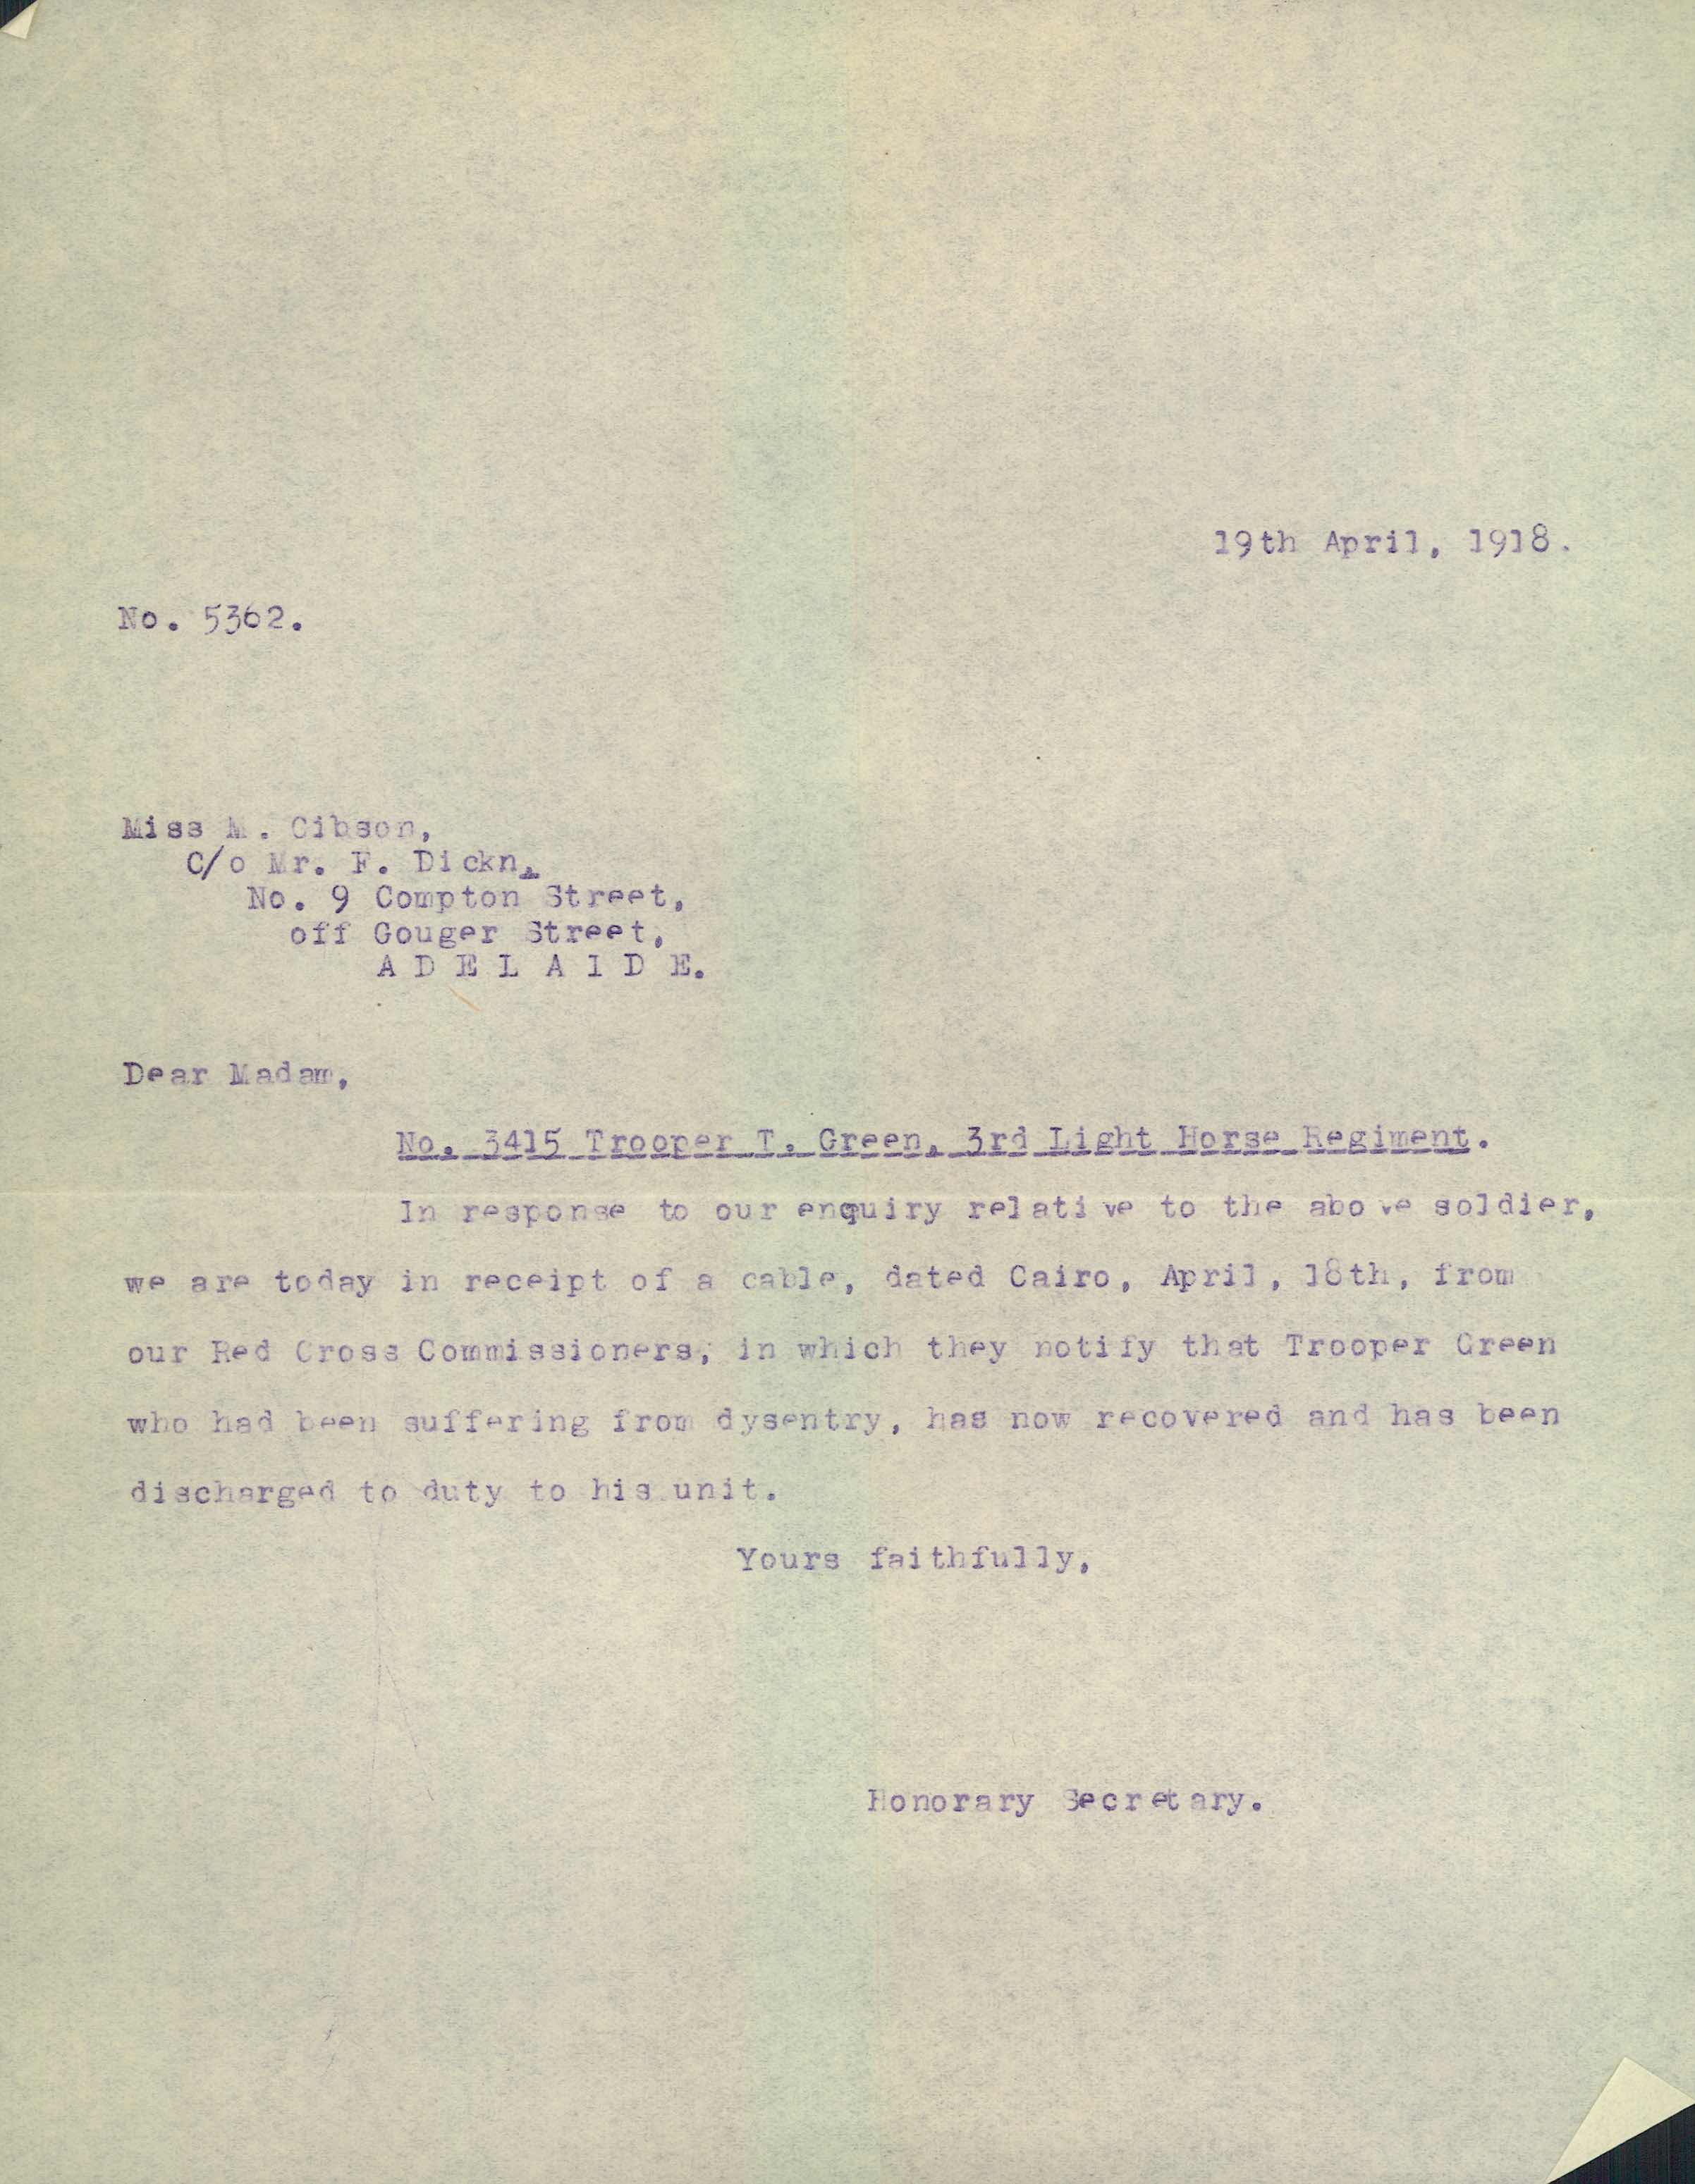 19th April, 1918.
No. 5362.
Miss M. Gibson,
C/o Mr. F. Dickn,
No. 9 Compton Street,
off Gouger Street,
A D E L A I D E.
Dear Madam,
No. 3415 Trooper T. Green, 3rd Light Horse Regiment.
In response to our enquiry relative to the above soldier,
we are today in receipt of a cable, dated Cairo, April, 18th, from
our Red Cross Commissioners, in which they notify that Trooper Green
who had been suffering from dysentry, has now recovered and has been
discharged to duty to his unit.
Yours faithfully,
Honorary Secretary.